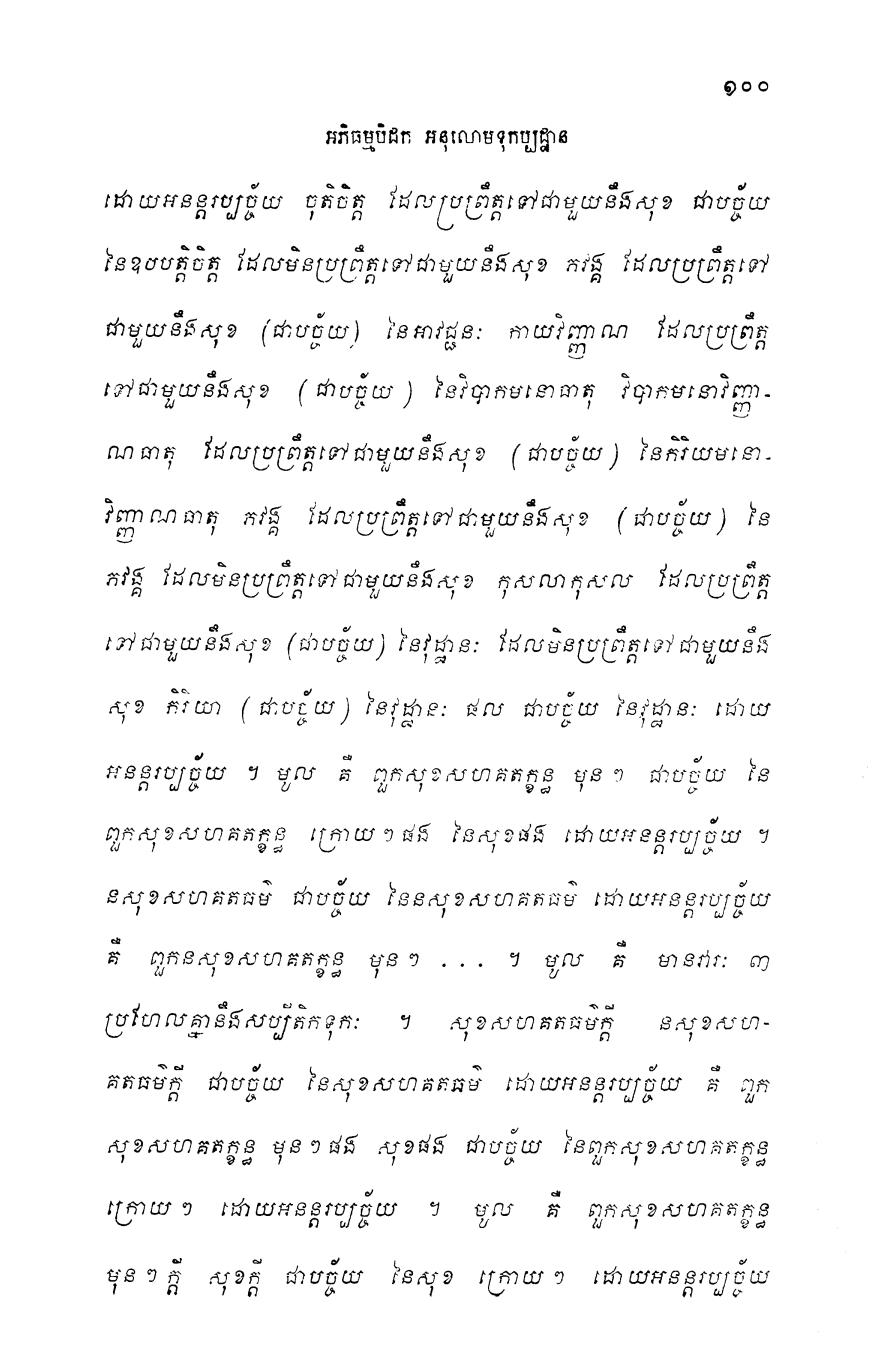 ១០០
អភិធម្មបិដក អនុលោមទុកប្បដ្ឋាន
ដោយអនន្តរប្បច្ច័យ ចុតិចិត្ត ដែលប្រព្រឹត្តទៅជាមួយនឹងសុខ ជាបច្ច័យ
នៃឧបបត្តិចិត្ត ដែលមិនប្រព្រឹត្តទៅជាមួយនឹងសុខ ភវង្គ ដែលប្រព្រឹត្តទៅ
ជាមួយនឹងសុខ (ជាបច្ច័យ) នៃអាវជ្ជនៈ កាយវិញ្ញាណ ដែលប្រព្រឹត្ត
ទៅជាមួយនឹងសុខ (ជាបច្ច័យ) នៃវិបាកមនោធាតុ វិបាកមនោវិញ្ញា-
ណធាតុ ដែលប្រព្រឹត្តទៅជាមួយនឹងសុខ (ជាបច្ច័យ) នៃកិរិយមនោ-
វិញ្ញាណធាតុ ភវង្គ ដែលប្រព្រឹត្តទៅជាមួយនឹងសុខ (ជាបច្ច័យ) នៃ
ភវង្គ ដែលមិនប្រព្រឹត្តទៅជាមួយនឹងសុខ កុសលាកុសល ដែលប្រព្រឹត្ត
ទៅជាមួយនឹងសុខ (ជាបច្ច័យ) នៃវុដ្ឋានៈ ដែលមិនប្រព្រឹត្តទៅជាមួយនឹង
សុខ កិរិយា (ជាបច្ច័យ) នៃវុដ្ឋានៈ ផល ជាបច្ច័យ នៃវុដ្ឋានៈ ដោយ
អនន្តរប្បច្ច័យ ។ មូល គឺ ពួកសុខសហគតក្ខន្ធ មុនៗ ជាបច្ច័យ នៃ
ពួកសុខសហគតក្ខន្ធ ក្រោយៗផង នៃសុខផង ដោយអនន្តរប្បច្ច័យ ។
នសុខសហគតធម៌ ជាបច្ច័យ នៃនសុខសហគតធម៌ ដោយអនន្តរប្បច្ច័យ
គឺ ពួកនសុខសហគតក្ខន្ធ មុនៗ ... ។ មូល គឺ មានវារៈ ៣
ប្រហែលគ្នានឹងសប្បីតិកទុកៈ ។ សុខសហគតធម៌ក្តី នសុខសហ-
គតធម៌ក្តី ជាបច្ច័យ នៃសុខសហគតធម៌ ដោយអនន្តរប្បច្ច័យ គឺ ពួក
សុខសហគតក្ខន្ធ មុនៗផង សុខផង ជាបច្ច័យ នៃពួកសុខសហគតក្ខន្ធ
ក្រោយៗ ដោយអនន្តរប្បច្ច័យ ។ មូល គឺ ពួកសុខសហគតក្ខន្ធ
មុនៗក្តី សុខក្តី ជាបច្ច័យ នៃសុខ ក្រោយៗ ដោយអនន្តរប្បច្ច័យ